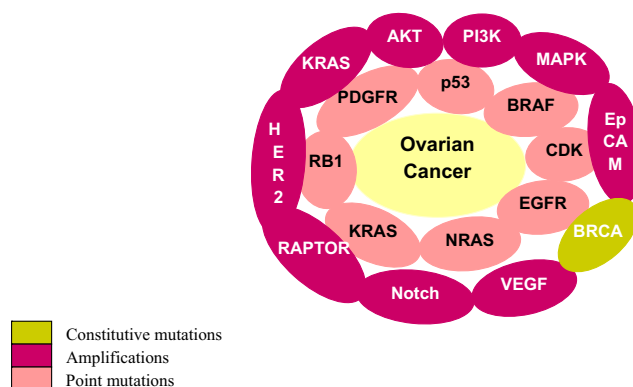 AKT
PI3K
KRAS
MAPK
p53
PDGFR
BRAF
Ep
CA
M
H
E
R
2
Ovarian
Cancer
RB1
CDK
EGFR
KRAS
NRAS
BRCA
RAPTOR
VEGF
Notch
Constitutive mutations
Amplifications
Point mutations